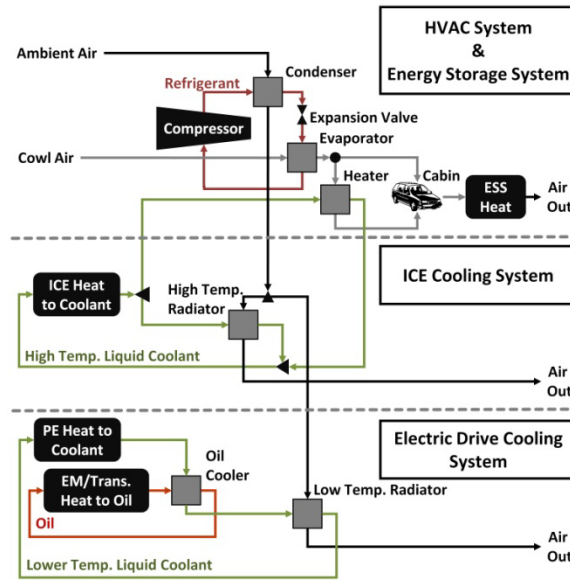 HVAC System
&
Energy Storage System
Ambient Air
Condenser
Refrigerant
Expansion Valve
Compressor
Evaporator
Cowl Air
Heater
Cabin
ESS
Heat
Air
Out
ICE Cooling System
ICE Heat
to Coolant
High Temp.
Radiator
High Temp. Liquid Coolant
Air
Out
Electric Drive Cooling
System
PE Heat to
Coolant
Oil
Cooler
EM/Trans.
Heat to Oil
Low Temp. Radiator
Oil
Air
Out
Lower Temp. Liquid Coolant